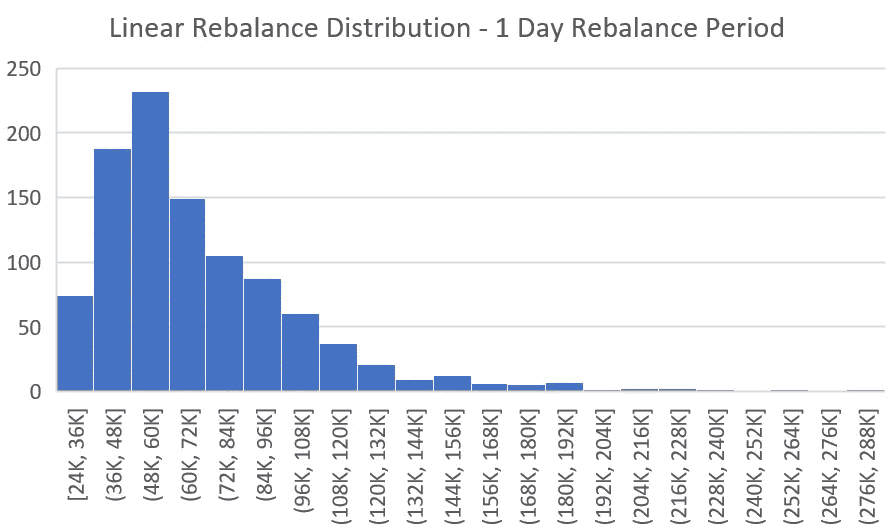 Linear Rebalance Distribution - 1 Day Rebalance Period
250
200
150
100
50
0
[24K, 36K]
(36K, 48K]
(48K, 60K]
(60K, 72K]
(72K, 84K]
(84K, 96K]
(96K, 108K]
(108K, 120K]
(120K, 132K]
(132K, 144K]
(144K, 156K]
(156K, 168K]
(168K, 180K]
(180K, 192K]
(192K, 204K]
(204K, 216K]
(216K, 228K]
(228K, 240K]
(240K, 252K]
(252K, 264K]
(264K, 276K]
(276K, 288K]